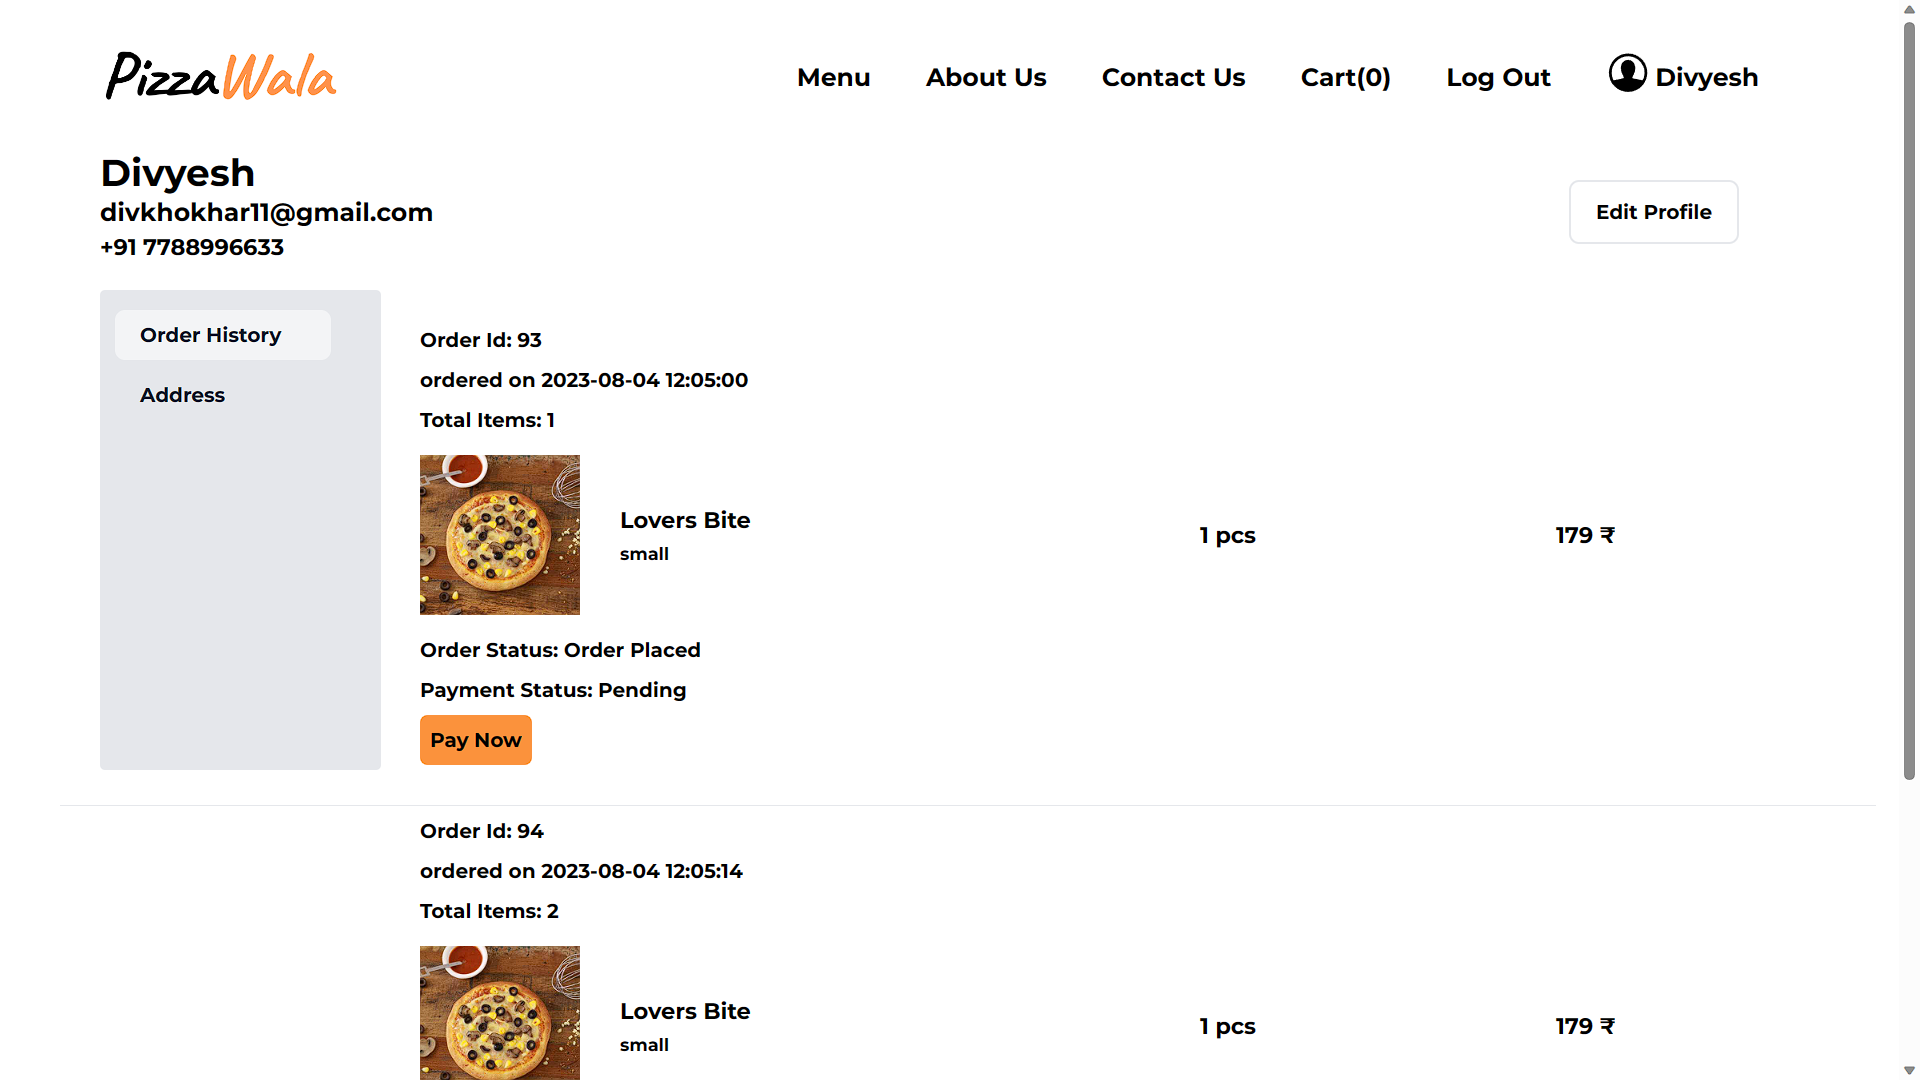 PizzaWala
Menu About Us Contact Us Cart(0) Log Out Divyesh
Divyesh
divkhokhar11@gmail.com
+91 7788996633
Edit Profile
Order History
Address
Order Id: 93
ordered on 2023-08-04 12:05:00
Total Items: 1
Lovers Bite
small
1 pcs
179 ₹
Order Status: Order Placed
Payment Status: Pending
Pay Now
Order Id: 94
ordered on 2023-08-04 12:05:14
Total Items: 2
Lovers Bite
small
1 pcs
179 ₹